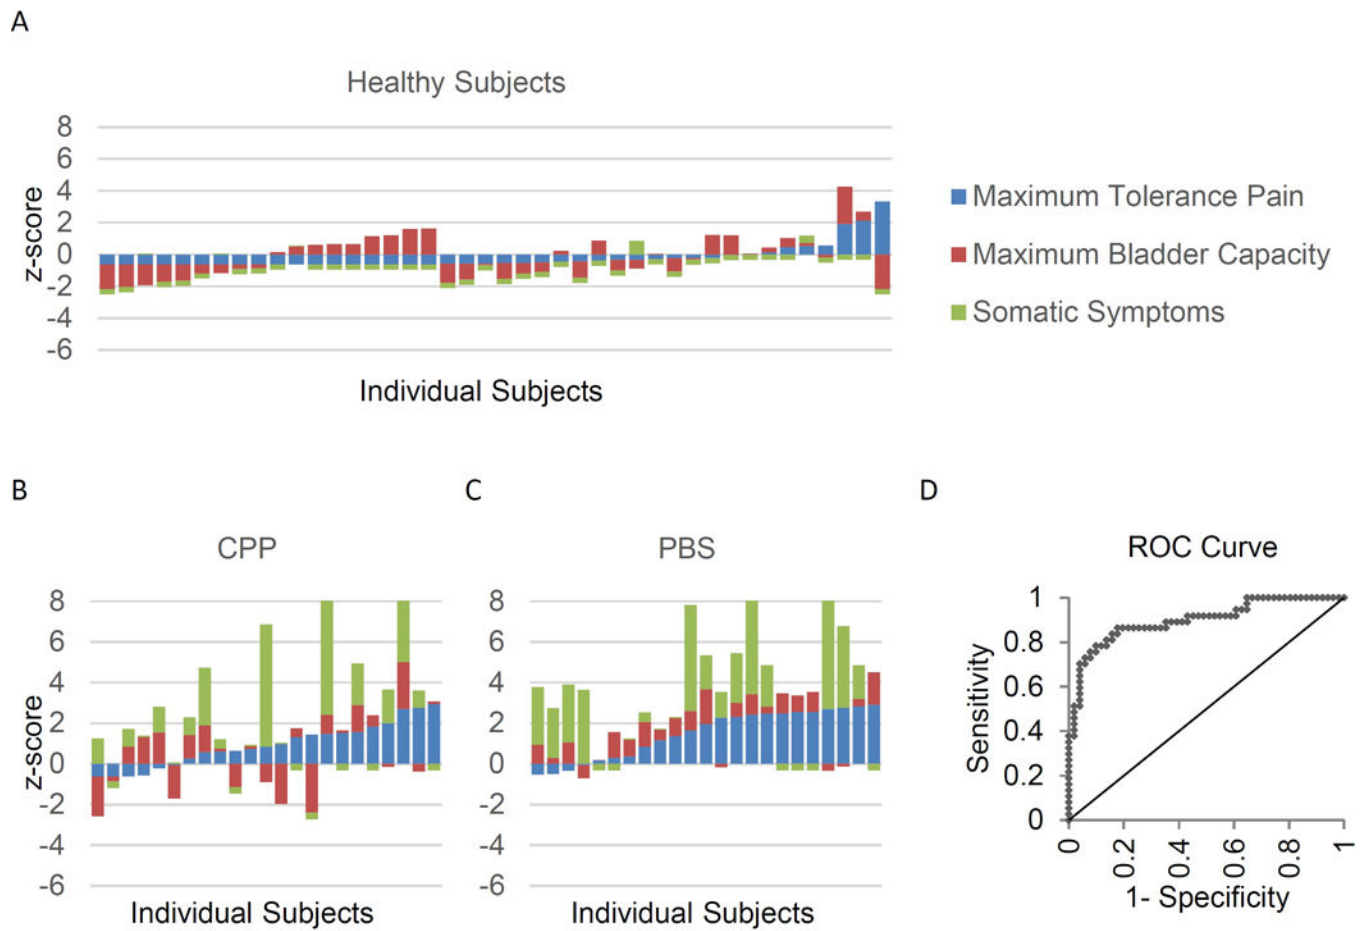 A
Healthy Subjects
8
6
4
2
0
-2
-4
-6
z-score
Individual Subjects
Maximum Tolerance Pain
Maximum Bladder Capacity
Somatic Symptoms
B
CPP
8
6
4
2
0
-2
-4
-6
z-score
Individual Subjects
C
PBS
8
6
4
2
0
-2
-4
-6
Individual Subjects
D
ROC Curve
1
0.8
0.6
0.4
0.2
0
Sensitivity
0
0.2
0.4
0.6
0.8
1
1- Specificity